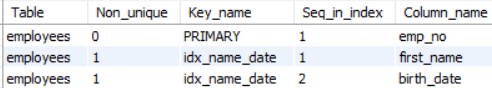 Table Non_unique Key_name Seq_in_index Column_name
employees 0 PRIMARY 1 emp_no
employees 1 idx_name_date 1 first_name
employees 1 idx_name_date 2 birth_date